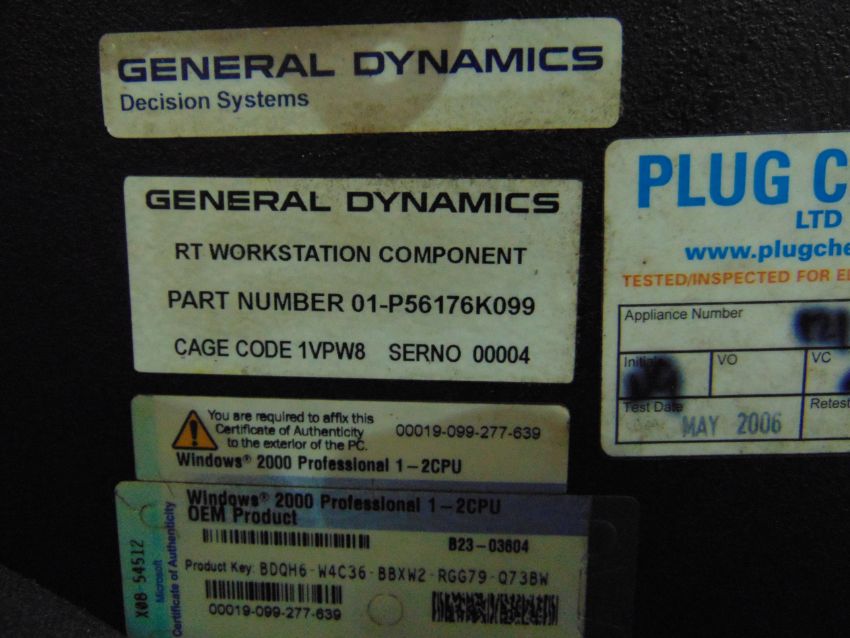 GENERAL DYNAMICS
Decision Systems
GENERAL DYNAMICS
RT WORKSTATION COMPONENT
PART NUMBER 01-P56176K099
CAGE CODE 1VPW8 SERNO 00004
PLUG C
LTD
www.plugche
TESTED/INSPECTED FOR EL
Appliance Number
Initials VO VC
Test Date Retest
MAY 2006
You are required to affix this
Certificate of Authenticity
to the exterior of the PC.
00019-099-277-639
Windows® 2000 Professional 1-2CPU
Windows® 2000 Professional 1-2CPU
OEM Product
B23-03604
Product Key: BDQH6-W4C36-BBXW2-RGG79-Q73BW
00019-099-277-639
X08-54512
Microsoft
Certificate of Authenticity